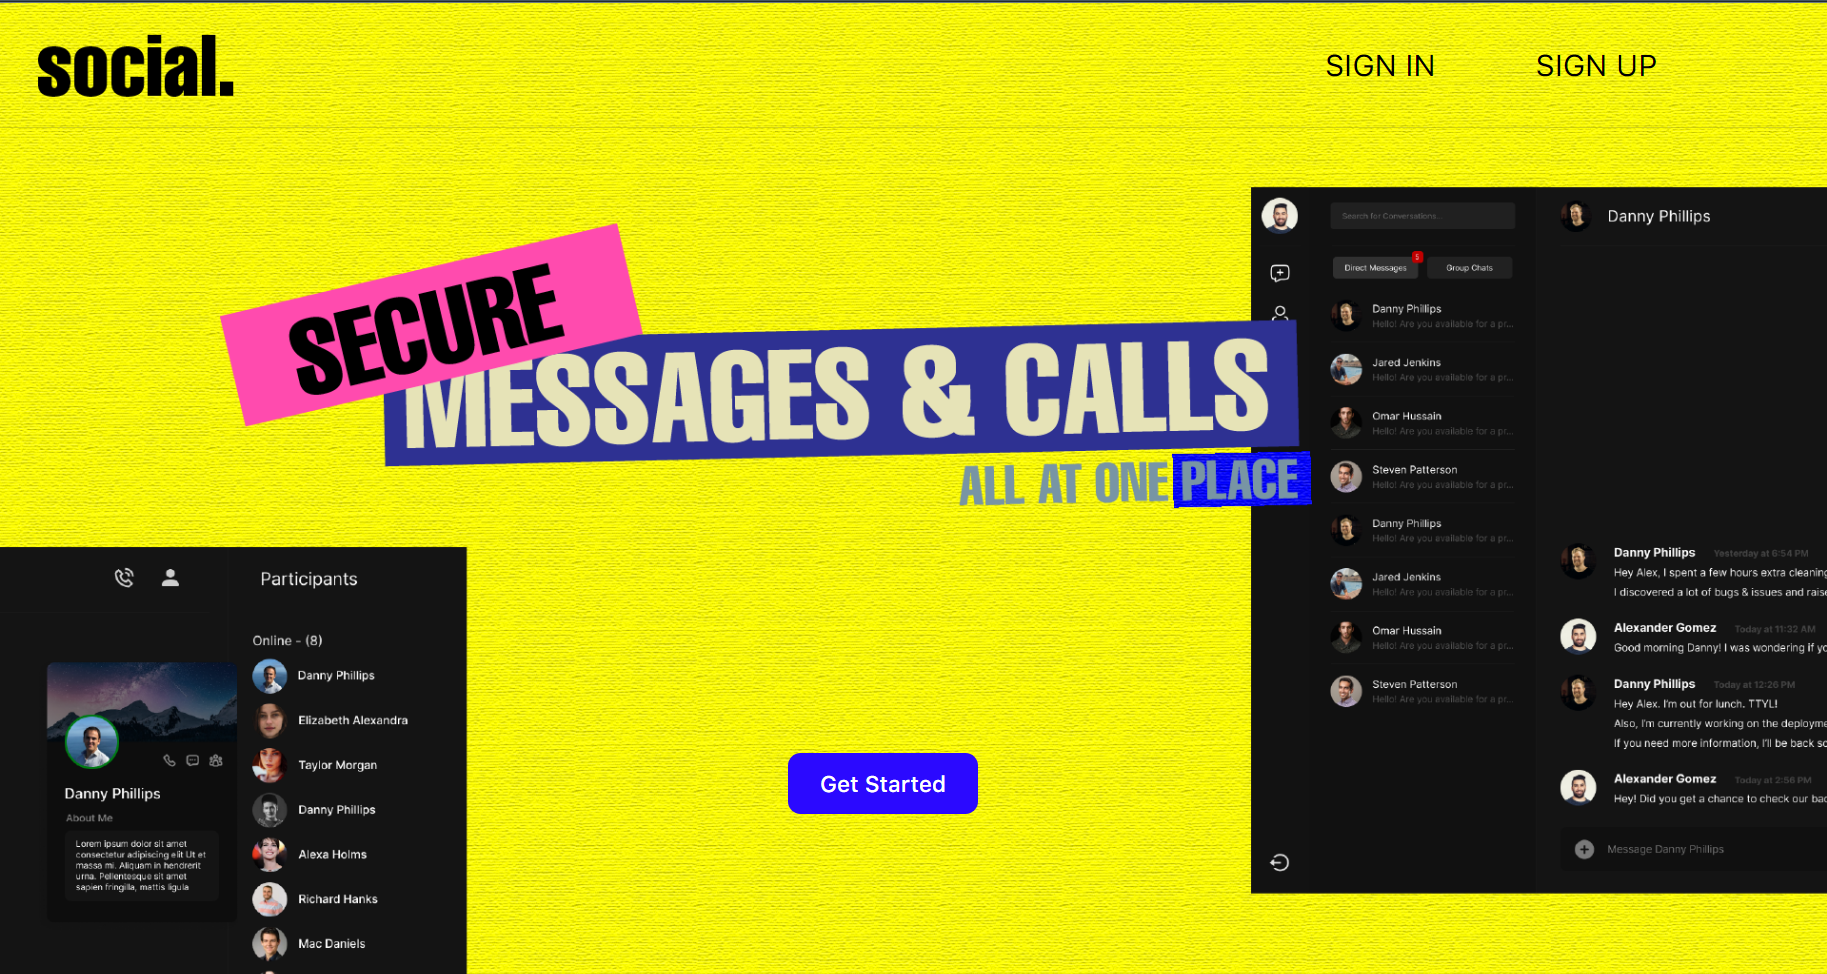 social.
SIGN IN
SIGN UP
SECURE
MESSAGES & CALLS
ALL AT ONE PLACE
Get Started
Participants
Online - (8)
Danny Phillips
Elizabeth Alexandra
Taylor Morgan
Danny Phillips
Alexa Holms
Richard Hanks
Mac Daniels
Danny Phillips
About Me
Lorem ipsum dolor sit amet
consectetur adipiscing elit Ut et
massa mi. Aliquam in hendrerit
urna. Pellentesque sit amet
sapien fringilla, mattis ligula
Search for Conversations...
Direct Messages
5
Group Chats
Danny Phillips
Hello! Are you available for a pr...
Jared Jenkins
Hello! Are you available for a pr...
Omar Hussain
Hello! Are you available for a pr...
Steven Patterson
Hello! Are you available for a pr...
Danny Phillips
Hello! Are you available for a pr...
Jared Jenkins
Hello! Are you available for a pr...
Omar Hussain
Hello! Are you available for a pr...
Steven Patterson
Hello! Are you available for a pr...
Danny Phillips
Danny Phillips Yesterday at 6:54 PM
Hey Alex, I spent a few hours extra cleaning
I discovered a lot of bugs & issues and raise
Alexander Gomez Today at 11:32 AM
Good morning Danny! I was wondering if yo
Danny Phillips Today at 12:26 PM
Hey Alex. I'm out for lunch. TTYL!
Also, I'm currently working on the deployme
If you need more information, I'll be back so
Alexander Gomez Today at 2:56 PM
Hey! Did you get a chance to check our bac
Message Danny Phillips